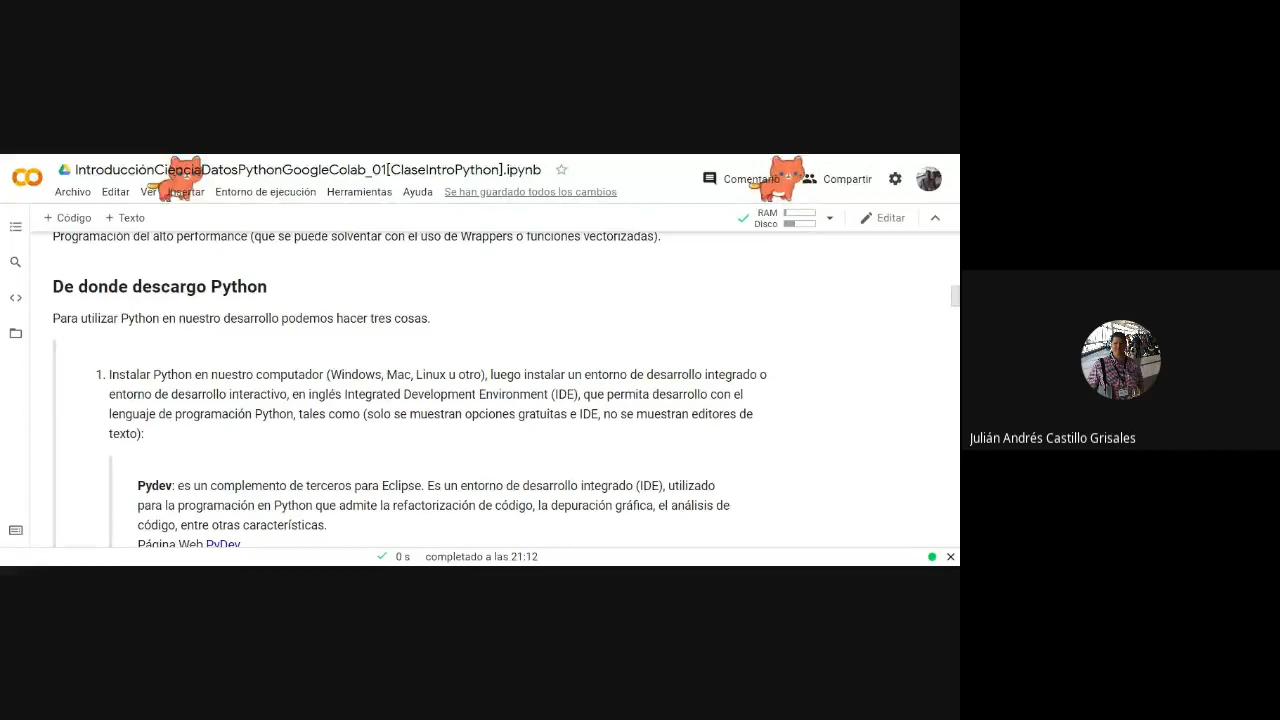 IntroducciónCienciaDatosPythonGoogleColab_01[ClaseIntroPython].ipynb
Archivo Editar Ver Insertar Entorno de ejecución Herramientas Ayuda Se han guardado todos los cambios
Comentario Compartir
+ Código + Texto
RAM
Disco
Editar
Programación del alto performance (que se puede solventar con el uso de Wrappers o funciones vectorizadas).
De donde descargo Python
Para utilizar Python en nuestro desarrollo podemos hacer tres cosas.
1. Instalar Python en nuestro computador (Windows, Mac, Linux u otro), luego instalar un entorno de desarrollo integrado o
entorno de desarrollo interactivo, en inglés Integrated Development Environment (IDE), que permita desarrollo con el
lenguaje de programación Python, tales como (solo se muestran opciones gratuitas e IDE, no se muestran editores de
texto):
Pydev: es un complemento de terceros para Eclipse. Es un entorno de desarrollo integrado (IDE), utilizado
para la programación en Python que admite la refactorización de código, la depuración gráfica, el análisis de
código, entre otras características.
Página Web PyDev
0 s completado a las 21:12
Julián Andrés Castillo Grisales